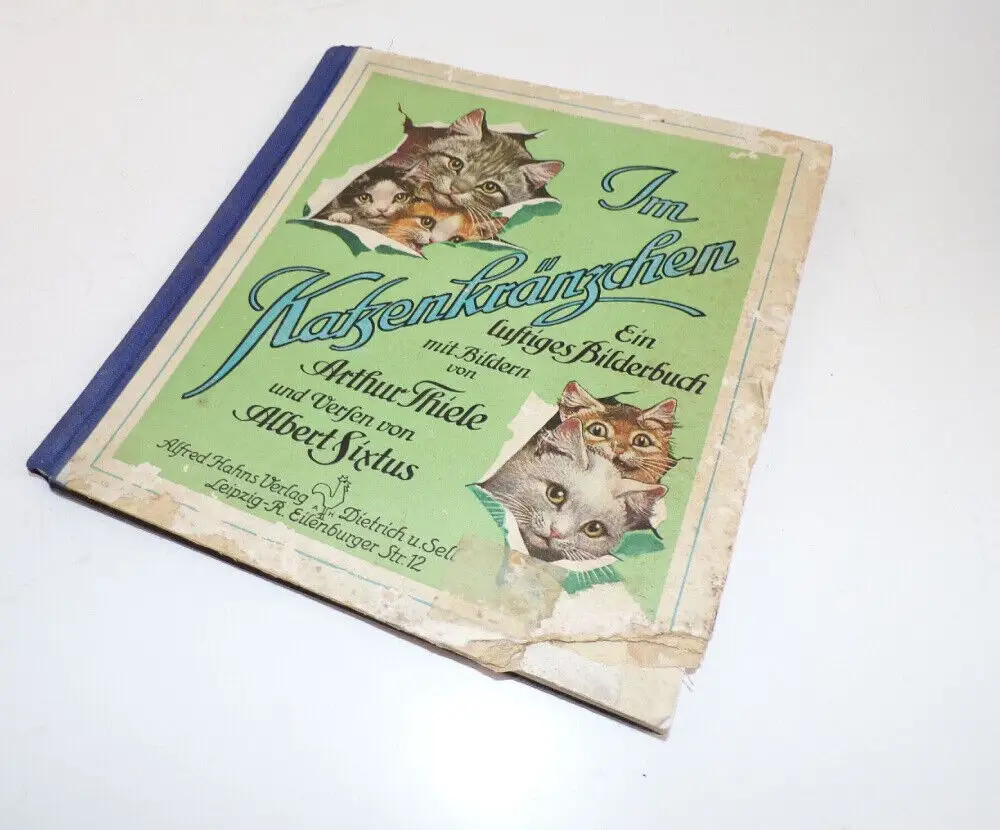 Im
Katzenkränzchen
Ein
luſtiges Bilderbuch
mit Bildern
von
Arthur Thiele
und Verſen von
Albert Sixtus
Alfred Hahns Verlag Dietrich u. Sell
Leipzig-R. Eilenburger Str. 12